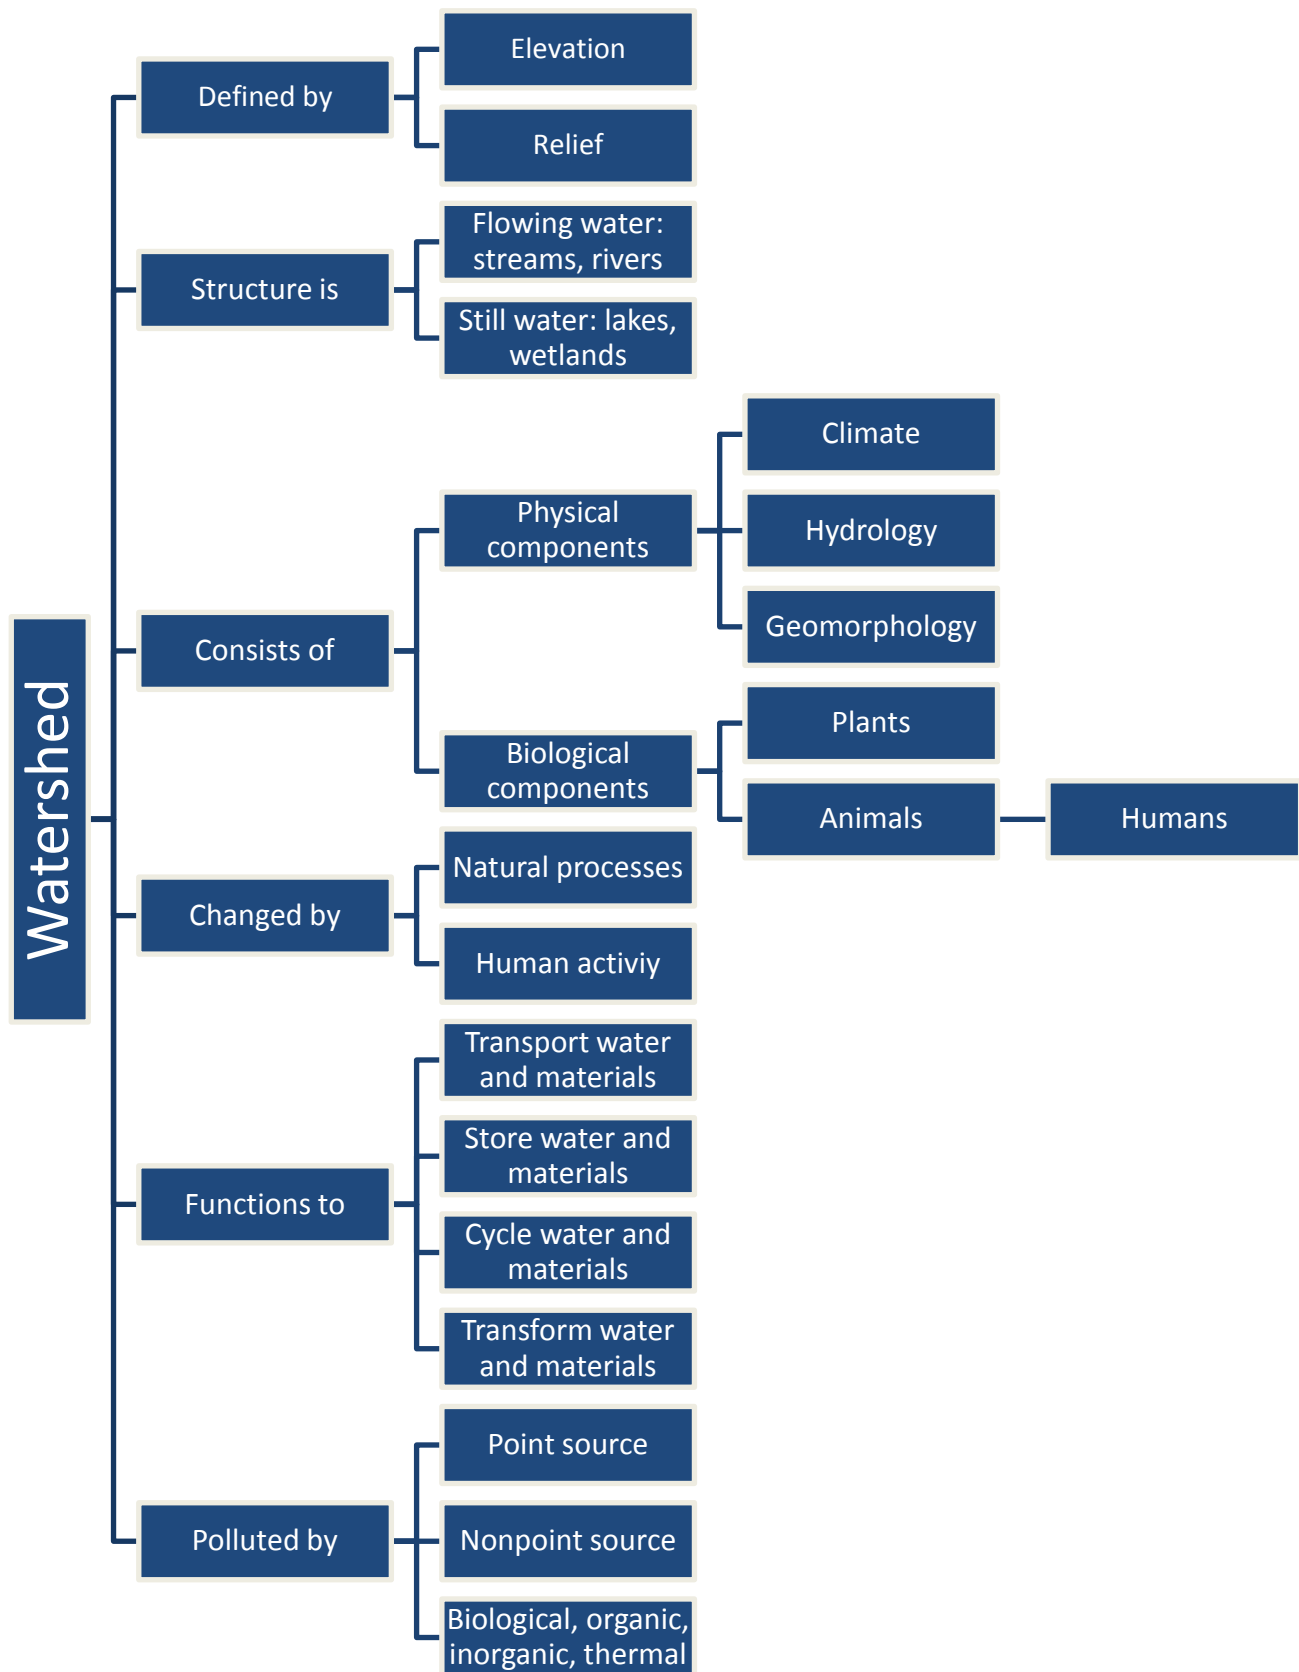 Watershed
Defined by
Elevation
Relief
Structure is
Flowing water:
streams, rivers
Still water: lakes,
wetlands
Consists of
Physical
components
Climate
Hydrology
Geomorphology
Biological
components
Plants
Animals
Humans
Changed by
Natural processes
Human activiy
Functions to
Transport water
and materials
Store water and
materials
Cycle water and
materials
Transform water
and materials
Polluted by
Point source
Nonpoint source
Biological, organic,
inorganic, thermal